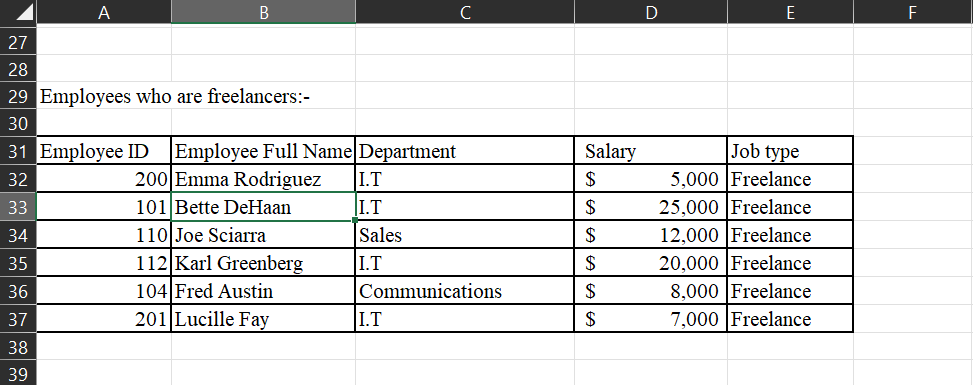 A B C D E F
27
28
29 Employees who are freelancers:-
30
31 Employee ID Employee Full Name Department Salary Job type
32 200 Emma Rodriguez I.T $ 5,000 Freelance
33 101 Bette DeHaan I.T $ 25,000 Freelance
34 110 Joe Sciarra Sales $ 12,000 Freelance
35 112 Karl Greenberg I.T $ 20,000 Freelance
36 104 Fred Austin Communications $ 8,000 Freelance
37 201 Lucille Fay I.T $ 7,000 Freelance
38
39